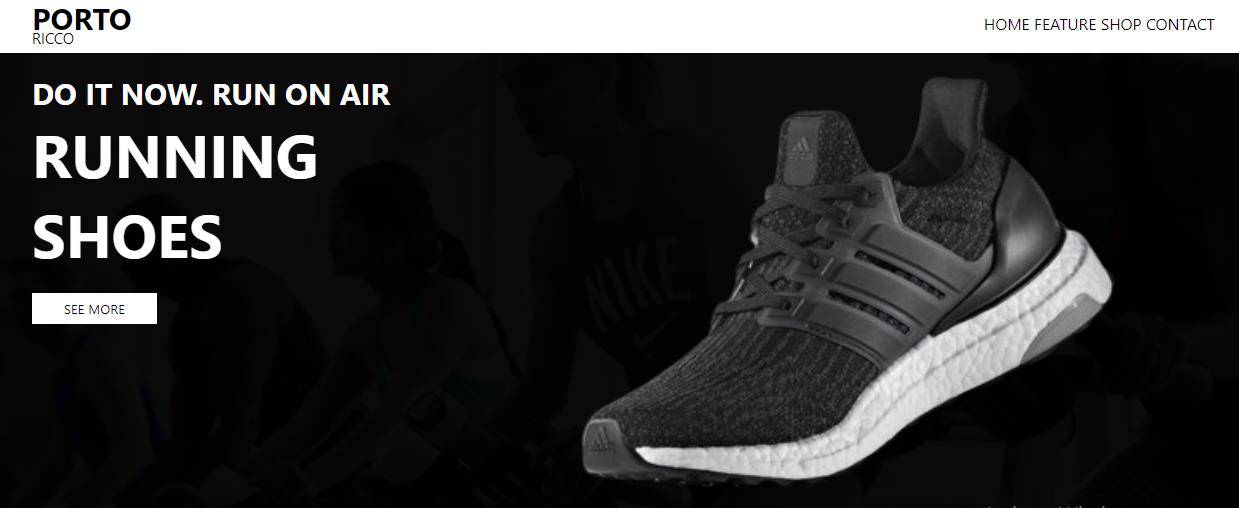 PORTO
RICCO
HOME FEATURE SHOP CONTACT
DO IT NOW. RUN ON AIR
RUNNING
SHOES
SEE MORE
NIKE